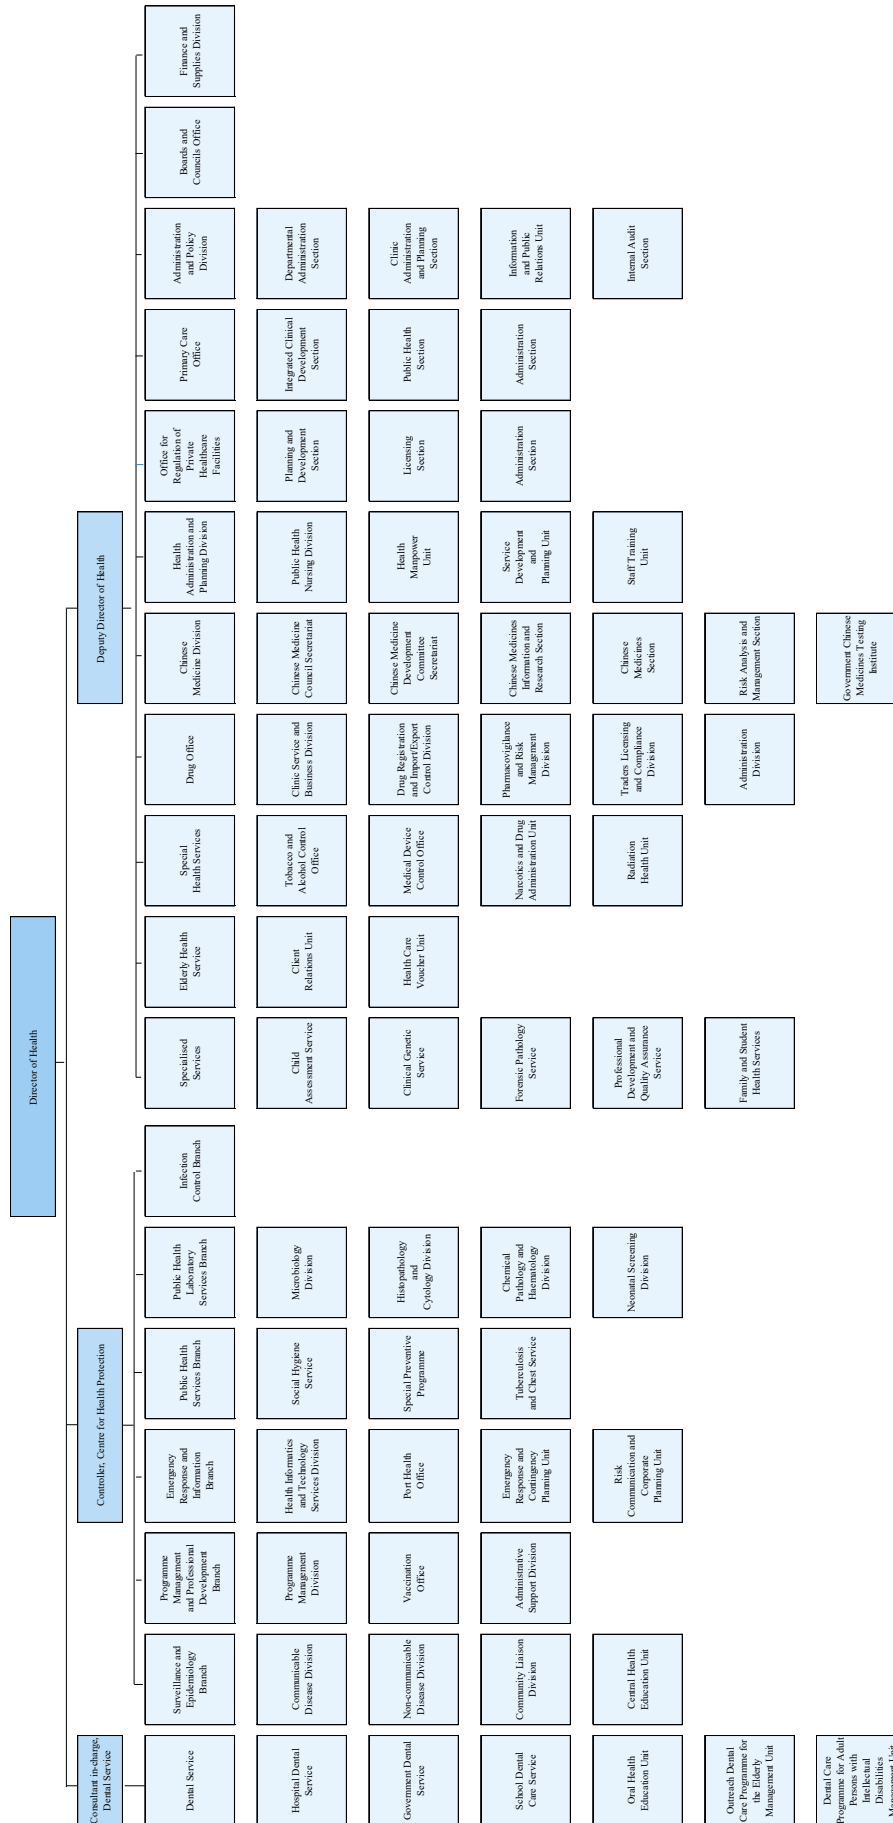 Director of Health
Consultant in-charge,
Dental Service
Controller, Centre for Health Protection
Deputy Director of Health
Dental Service
Hospital Dental
Service
Government Dental
Service
School Dental
Care Service
Oral Health
Education Unit
Outreach Dental
Care Programme for
the Elderly
Management Unit
Dental Care
Programme for Adult
Persons with
Intellectual
Disabilities
Management Unit
Surveillance and
Epidemiology
Branch
Communicable
Disease Division
Non-communicable
Disease Division
Community Liaison
Division
Central Health
Education Unit
Programme
Management
and Professional
Development
Branch
Programme
Management
Division
Vaccination
Office
Administrative
Support Division
Emergency
Response and
Information
Branch
Health Informatics
and Technology
Services Division
Port Health
Office
Emergency
Response and
Contingency
Planning Unit
Risk
Communication and
Corporate
Planning Unit
Public Health
Services Branch
Social Hygiene
Service
Special Preventive
Programme
Tuberculosis
and Chest Service
Public Health
Laboratory
Services Branch
Microbiology
Division
Histopathology
and
Cytology Division
Chemical
Pathology and
Haematology
Division
Neonatal Screening
Division
Infection
Control Branch
Specialised
Services
Child
Assessment Service
Clinical Genetic
Service
Forensic Pathology
Service
Professional
Development and
Quality Assurance
Service
Family and Student
Health Services
Elderly Health
Service
Client
Relations Unit
Health Care
Voucher Unit
Special
Health Services
Tobacco and
Alcohol Control
Office
Medical Device
Control Office
Narcotics and Drug
Administration Unit
Radiation
Health Unit
Drug Office
Clinic Service and
Business Division
Drug Registration
and Import/Export
Control Division
Pharmacovigilance
and Risk
Management
Division
Traders Licensing
and Compliance
Division
Administration
Division
Chinese
Medicine Division
Chinese Medicine
Council Secretariat
Chinese Medicine
Development
Committee
Secretariat
Chinese Medicines
Information and
Research Section
Chinese
Medicines
Section
Risk Analysis and
Management Section
Government Chinese
Medicines Testing
Institute
Health
Administration and
Planning Division
Public Health
Nursing Division
Health
Manpower
Unit
Service
Development
and
Planning Unit
Staff Training
Unit
Office for
Regulation of
Private
Healthcare
Facilities
Planning and
Development
Section
Licensing
Section
Administration
Section
Primary Care
Office
Integrated Clinical
Development
Section
Public Health
Section
Administration
Section
Administration
and Policy
Division
Departmental
Administration
Section
Clinic
Administration
and Planning
Section
Information
and Public
Relations Unit
Internal Audit
Section
Boards and
Councils Office
Finance and
Supplies Division